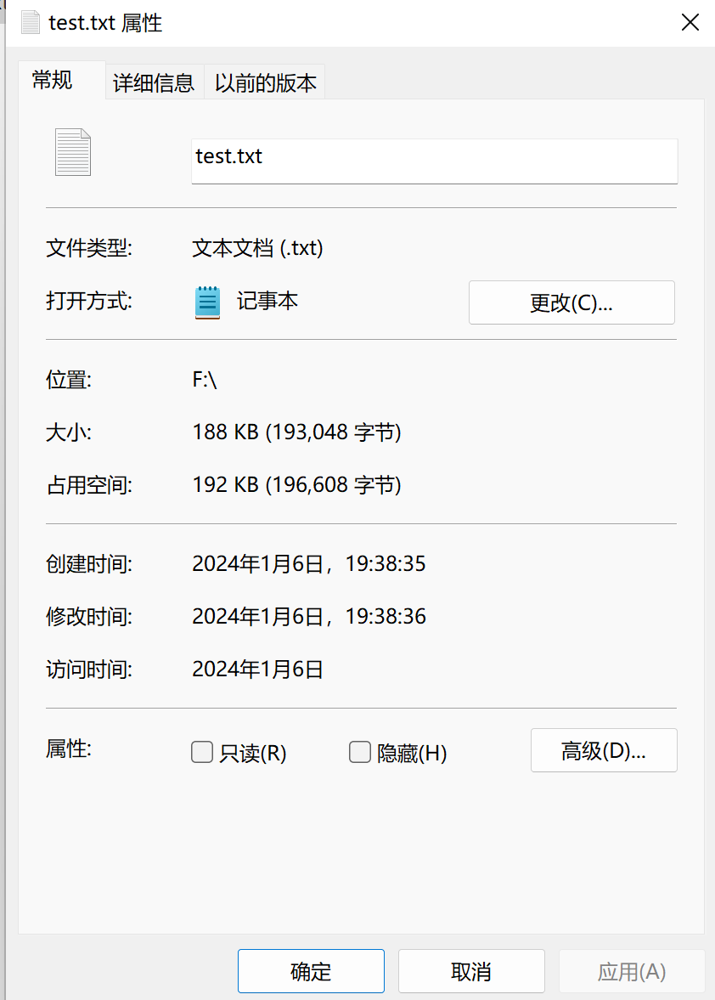 test.txt 属性
常规 详细信息 以前的版本
test.txt
文件类型: 文本文档 (.txt)
打开方式: 记事本 更改(C)...
位置: F:\
大小: 188 KB (193,048 字节)
占用空间: 192 KB (196,608 字节)
创建时间: 2024年1月6日，19:38:35
修改时间: 2024年1月6日，19:38:36
访问时间: 2024年1月6日
属性: 只读(R) 隐藏(H) 高级(D)...
确定 取消 应用(A)